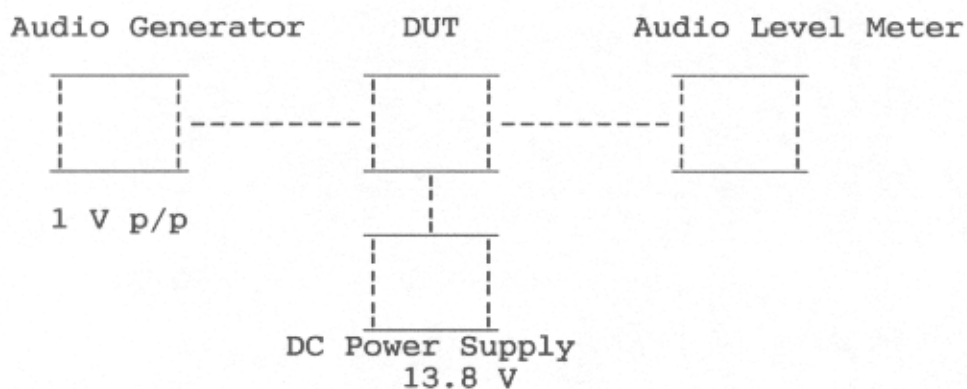 Audio Generator DUT Audio Level Meter
1 V p/p
DC Power Supply
13.8 V